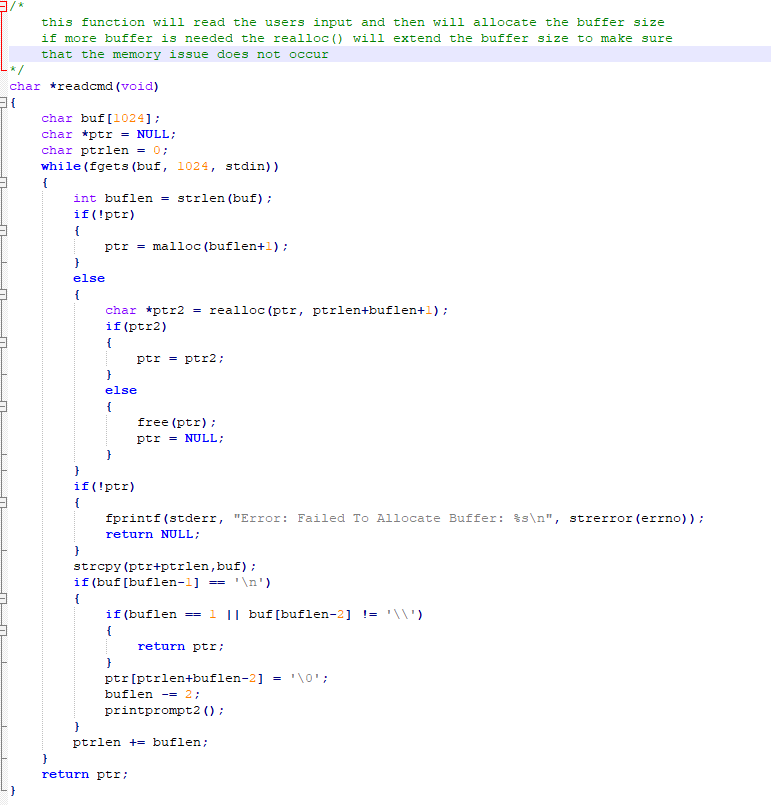 /*
    this function will read the users input and then will allocate the buffer size
    if more buffer is needed the realloc() will extend the buffer size to make sure
    that the memory issue does not occur
*/
char *readcmd(void)
{
    char buf[1024];
    char *ptr = NULL;
    char ptrlen = 0;
    while(fgets(buf, 1024, stdin))
    {
        int buflen = strlen(buf);
        if(!ptr)
        {
            ptr = malloc(buflen+1);
        }
        else
        {
            char *ptr2 = realloc(ptr, ptrlen+buflen+1);
            if(ptr2)
            {
                ptr = ptr2;
            }
            else
            {
                free(ptr);
                ptr = NULL;
            }
        }
        if(!ptr)
        {
            fprintf(stderr, "Error: Failed To Allocate Buffer: %s\n", strerror(errno));
            return NULL;
        }
        strcpy(ptr+ptrlen,buf);
        if(buf[buflen-1] == '\n')
        {
            if(buflen == 1 || buf[buflen-2] != '\\')
            {
                return ptr;
            }
            ptr[ptrlen+buflen-2] = '\0';
            buflen -= 2;
            printprompt2();
        }
        ptrlen += buflen;
    }
    return ptr;
}